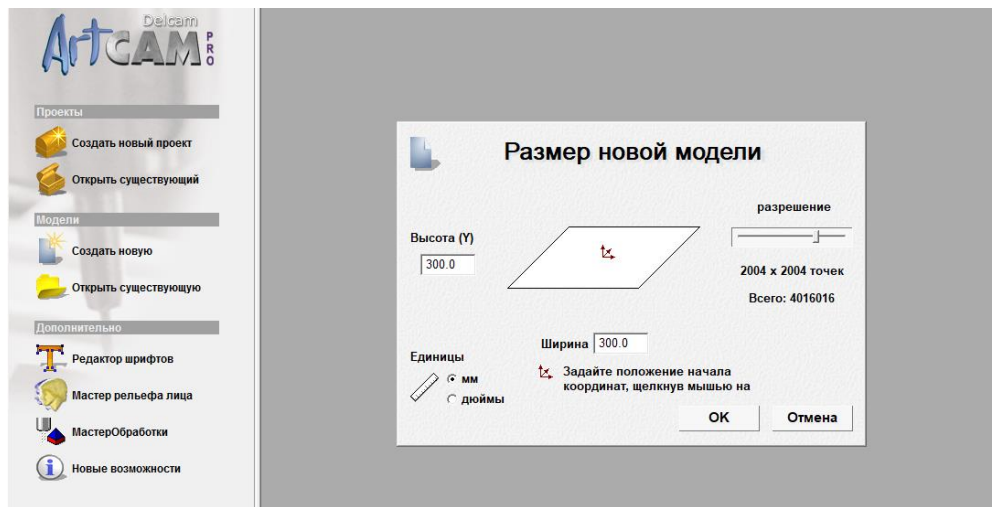 Delcam
ArtCAM PRO
Проекты
Создать новый проект
Открыть существующий
Модели
Создать новую
Открыть существующую
Дополнительно
Редактор шрифтов
Мастер рельефа лица
МастерОбработки
Новые возможности
Размер новой модели
разрешение
Высота (Y)
300.0
2004 x 2004 точек
Всего: 4016016
Ширина 300.0
Единицы
мм
дюймы
Задайте положение начала
координат, щелкнув мышью на
OK
Отмена